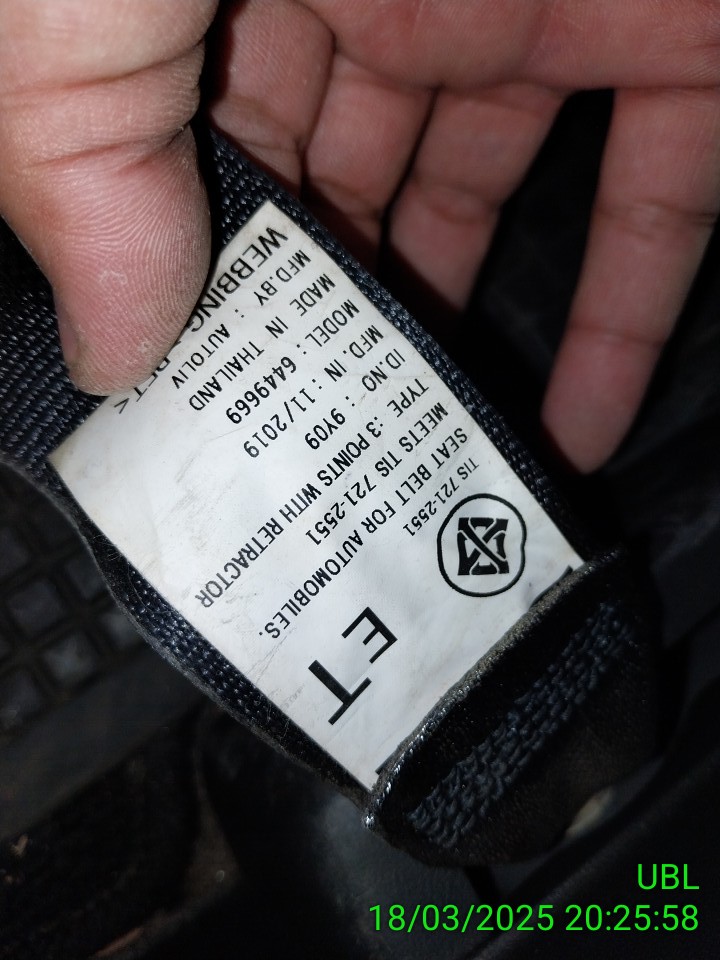 ET
TIS 721-2551
SEAT BELT FOR AUTOMOBILES.
MEETS TIS 721-2551
TYPE :3 POINTS WITH RETRACTOR
ID.NO : 9Y09
MFD. IN : 11/2019
MODEL : 6449669
MADE IN THAILAND
MFD.BY : AUTOLIV
WEBBING
UBL
18/03/2025 20:25:58